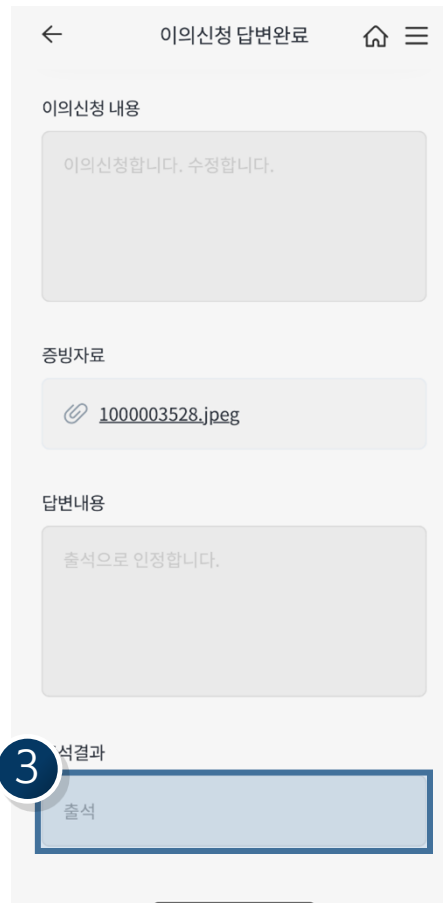 이의신청 답변완료
이의신청 내용
이의신청합니다. 수정합니다.
증빙자료
1000003528.jpeg
답변내용
출석으로 인정합니다.
석결과
3
출석